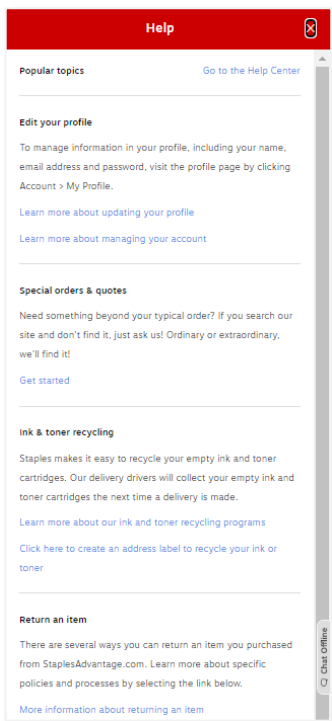 Help
Popular topics Go to the Help Center
Edit your profile
To manage information in your profile, including your name,
email address and password, visit the profile page by clicking
Account > My Profile.
Learn more about updating your profile
Learn more about managing your account
Special orders & quotes
Need something beyond your typical order? If you search our
site and don't find it, just ask us! Ordinary or extraordinary,
we'll find it!
Get started
Ink & toner recycling
Staples makes it easy to recycle your empty ink and toner
cartridges. Our delivery drivers will collect your empty ink and
toner cartridges the next time a delivery is made.
Learn more about our ink and toner recycling programs
Click here to create an address label to recycle your ink or
toner
Return an item
There are several ways you can return an item you purchased
from StaplesAdvantage.com. Learn more about specific
policies and processes by selecting the link below.
More information about returning an item
Chat Offline